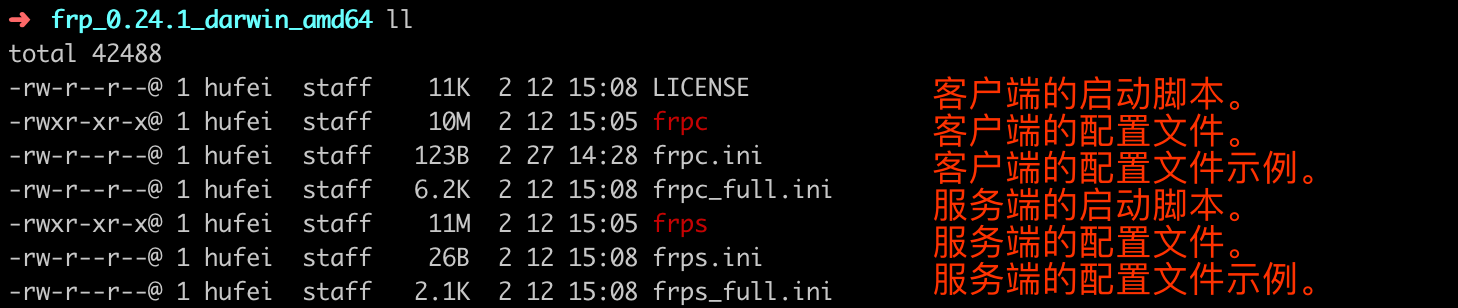 ➜ frp_0.24.1_darwin_amd64 ll
total 42488
-rw-r--r--@ 1 hufei staff 11K 2 12 15:08 LICENSE
客户端的启动脚本。
-rwxr-xr-x@ 1 hufei staff 10M 2 12 15:05 frpc
客户端的配置文件。
-rw-r--r--@ 1 hufei staff 123B 2 27 14:28 frpc.ini
客户端的配置文件示例。
-rw-r--r--@ 1 hufei staff 6.2K 2 12 15:08 frpc_full.ini
服务端的启动脚本。
-rwxr-xr-x@ 1 hufei staff 11M 2 12 15:05 frps
服务端的配置文件。
-rw-r--r--@ 1 hufei staff 26B 2 12 15:08 frps.ini
服务端的配置文件示例。
-rw-r--r--@ 1 hufei staff 2.1K 2 12 15:08 frps_full.ini